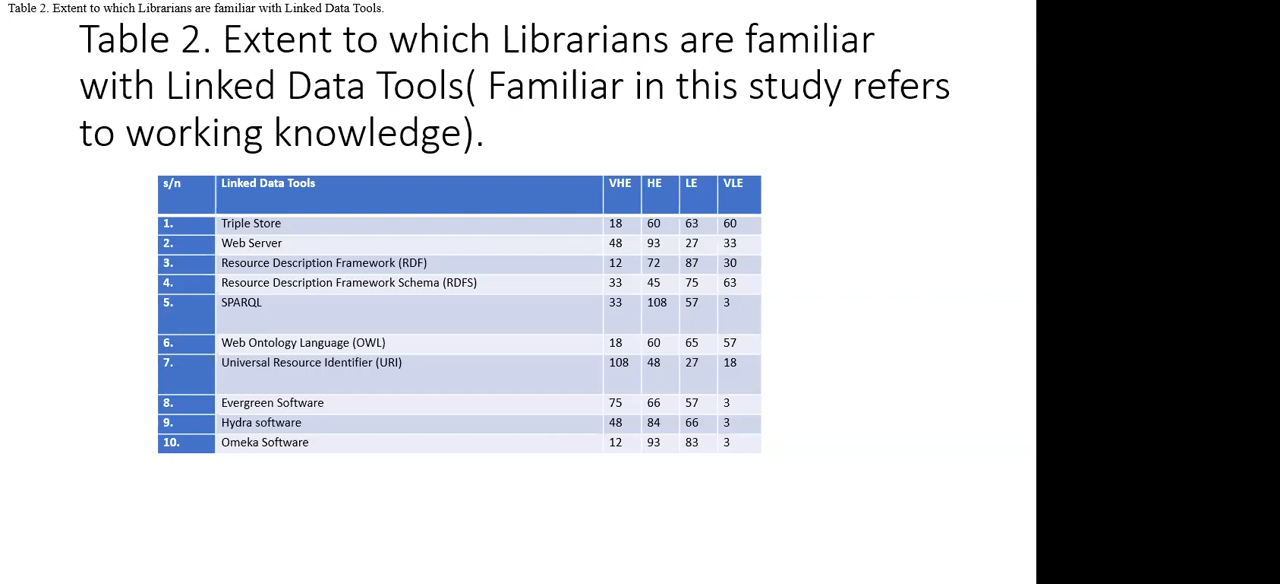 Table 2. Extent to which Librarians are familiar with Linked Data Tools.
Table 2. Extent to which Librarians are familiar
with Linked Data Tools( Familiar in this study refers
to working knowledge).
s/n Linked Data Tools VHE HE LE VLE
1. Triple Store 18 60 63 60
2. Web Server 48 93 27 33
3. Resource Description Framework (RDF) 12 72 87 30
4. Resource Description Framework Schema (RDFS) 33 45 75 63
5. SPARQL 33 108 57 3
6. Web Ontology Language (OWL) 18 60 65 57
7. Universal Resource Identifier (URI) 108 48 27 18
8. Evergreen Software 75 66 57 3
9. Hydra software 48 84 66 3
10. Omeka Software 12 93 83 3